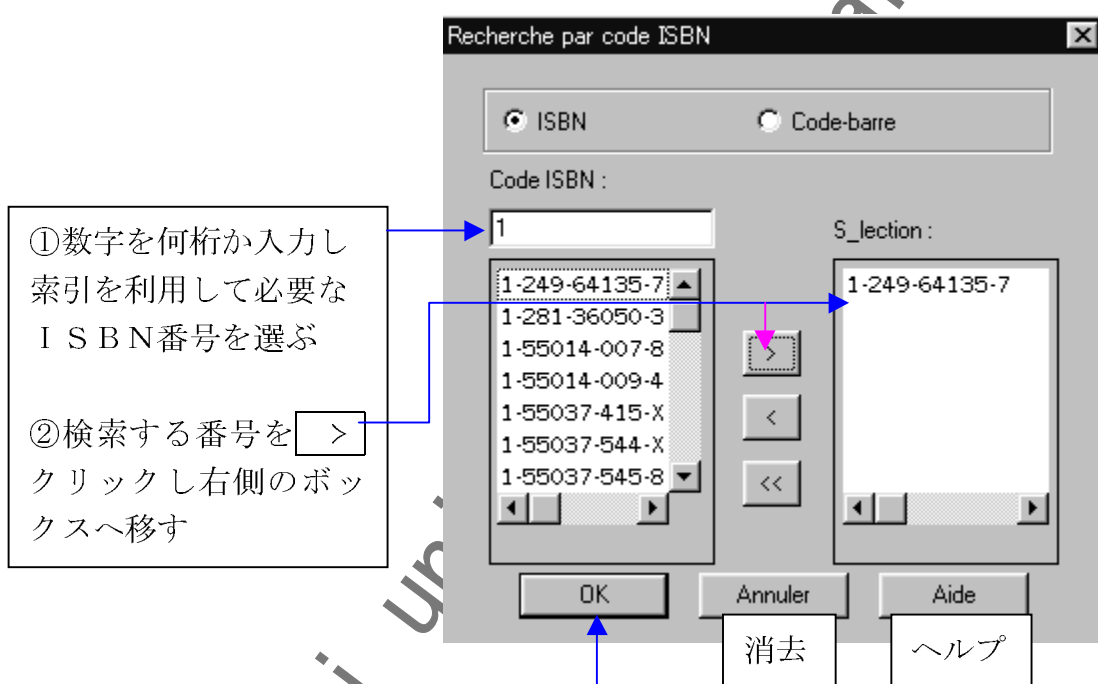 Recherche par code ISBN
ISBN
Code-barre
Code ISBN :
1
S_lection :
①数字を何桁か入力し
索引を利用して必要な
ＩＳＢＮ番号を選ぶ
②検索する番号を ＞
クリックし右側のボッ
クスへ移す
1-249-64135-7
1-281-36050-3
1-55014-007-8
1-55014-009-4
1-55037-415-X
1-55037-544-X
1-55037-545-8
>
<
<<
1-249-64135-7
OK
Annuler
Aide
消去
ヘルプ